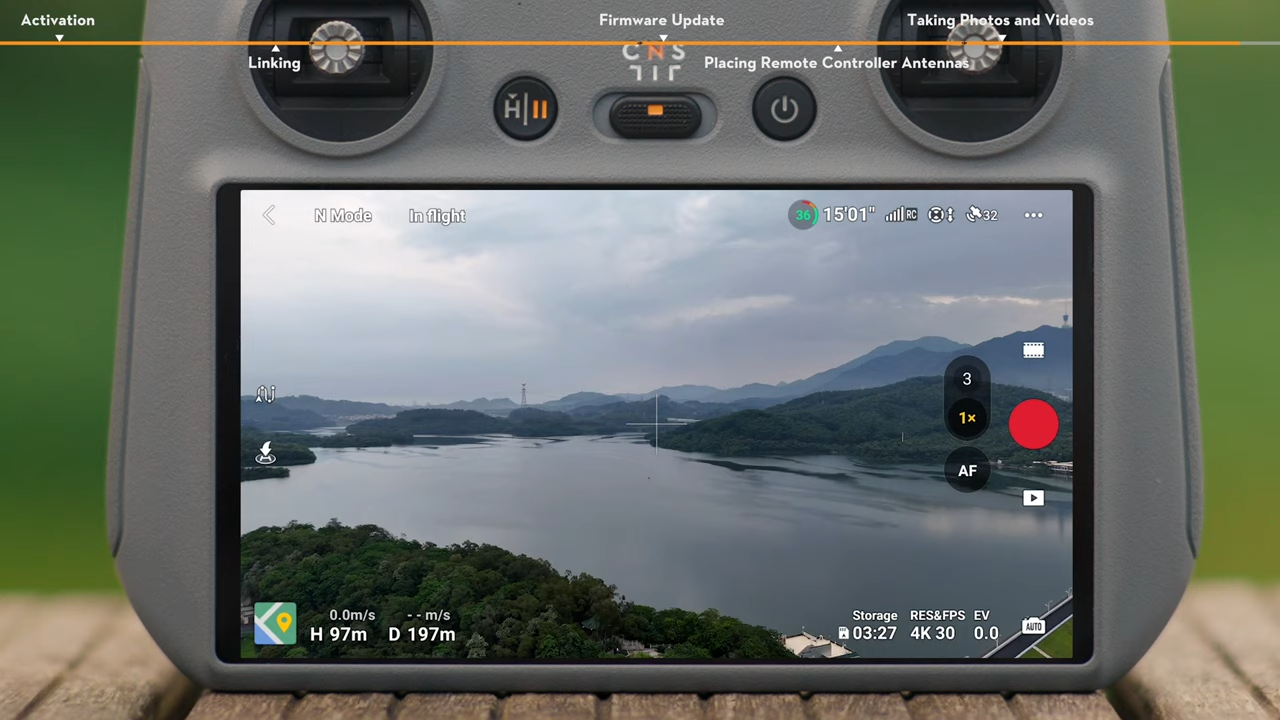 Activation
Firmware Update
Taking Photos and Videos
Linking
Placing Remote Controller Antennas
C N S
H
N Mode
In flight
36
15'01"
RC
32
3
1×
AF
0.0m/s
- - m/s
H 97m
D 197m
Storage
RES&FPS
EV
03:27
4K 30
0.0
AUTO